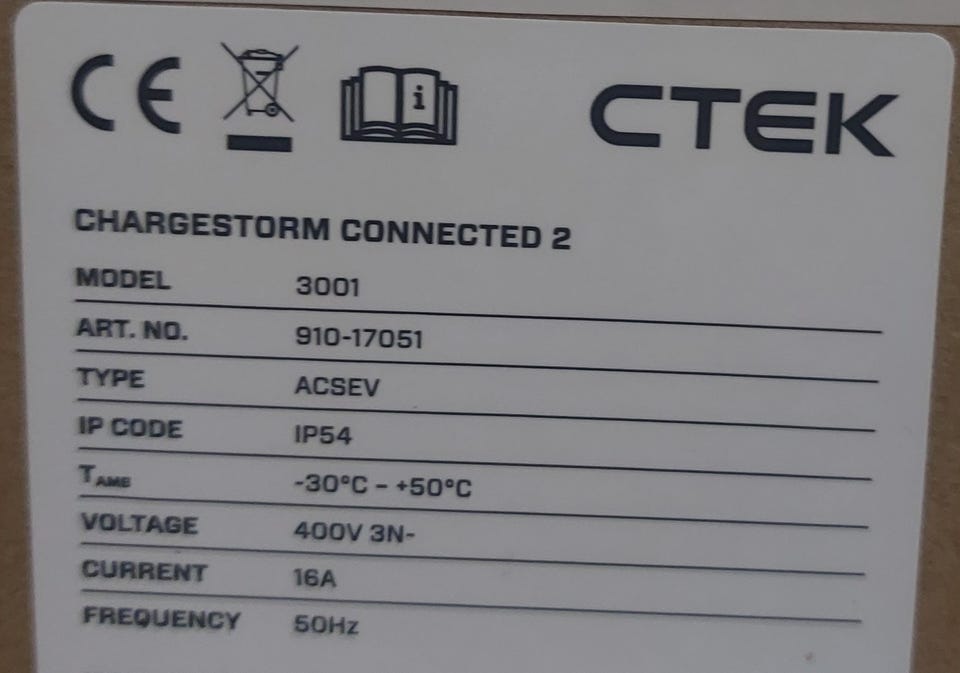 CE
i
CTEK
CHARGESTORM CONNECTED 2
MODEL 3001
ART. NO. 910-17051
TYPE ACSEV
IP CODE IP54
TAMB -30°C - +50°C
VOLTAGE 400V 3N~
CURRENT 16A
FREQUENCY 50Hz